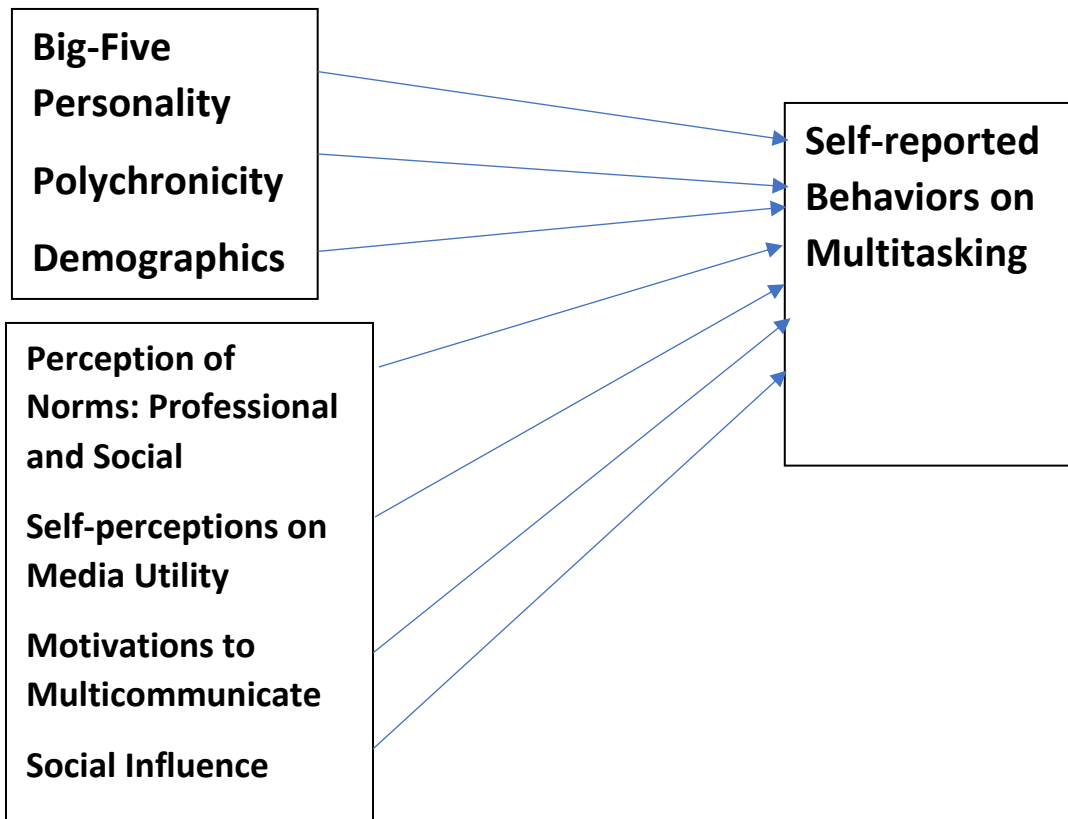 Big-Five
Personality
Polychronicity
Demographics
Perception of
Norms: Professional
and Social
Self-perceptions on
Media Utility
Motivations to
Multicommunicate
Social Influence
Self-reported
Behaviors on
Multitasking